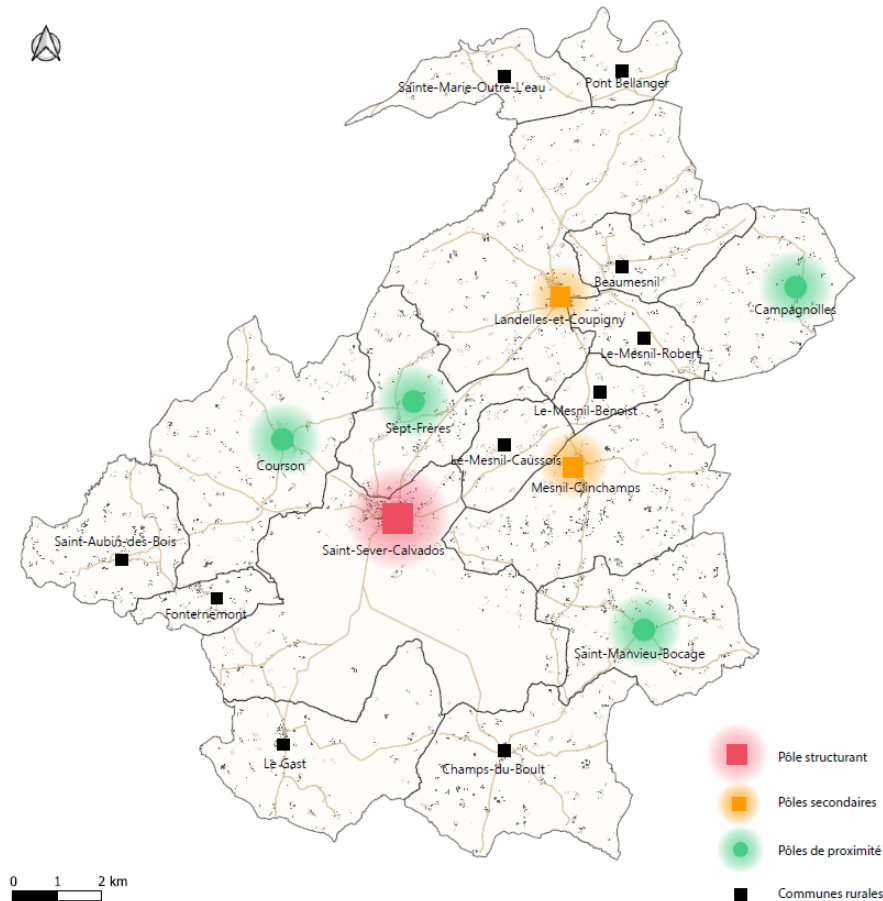 Sainte-Marie-Outre-L'eau
Pont Bellanger
Beaumesnil
Campagnolles
Landelles-et-Coupigny
Le-Mesnil-Robert
Le-Mesnil-Benoist
Sept-Frères
Le-Mesnil-Caussois
Courson
Mesnil-Clinchamps
Saint-Aubin-des-Bois
Saint-Sever-Calvados
Fonternemont
Saint-Manvieu-Bocage
Le Gast
Champs-du-Boult
Pôle structurant
Pôles secondaires
Pôles de proximité
Communes rurales
0 1 2 km